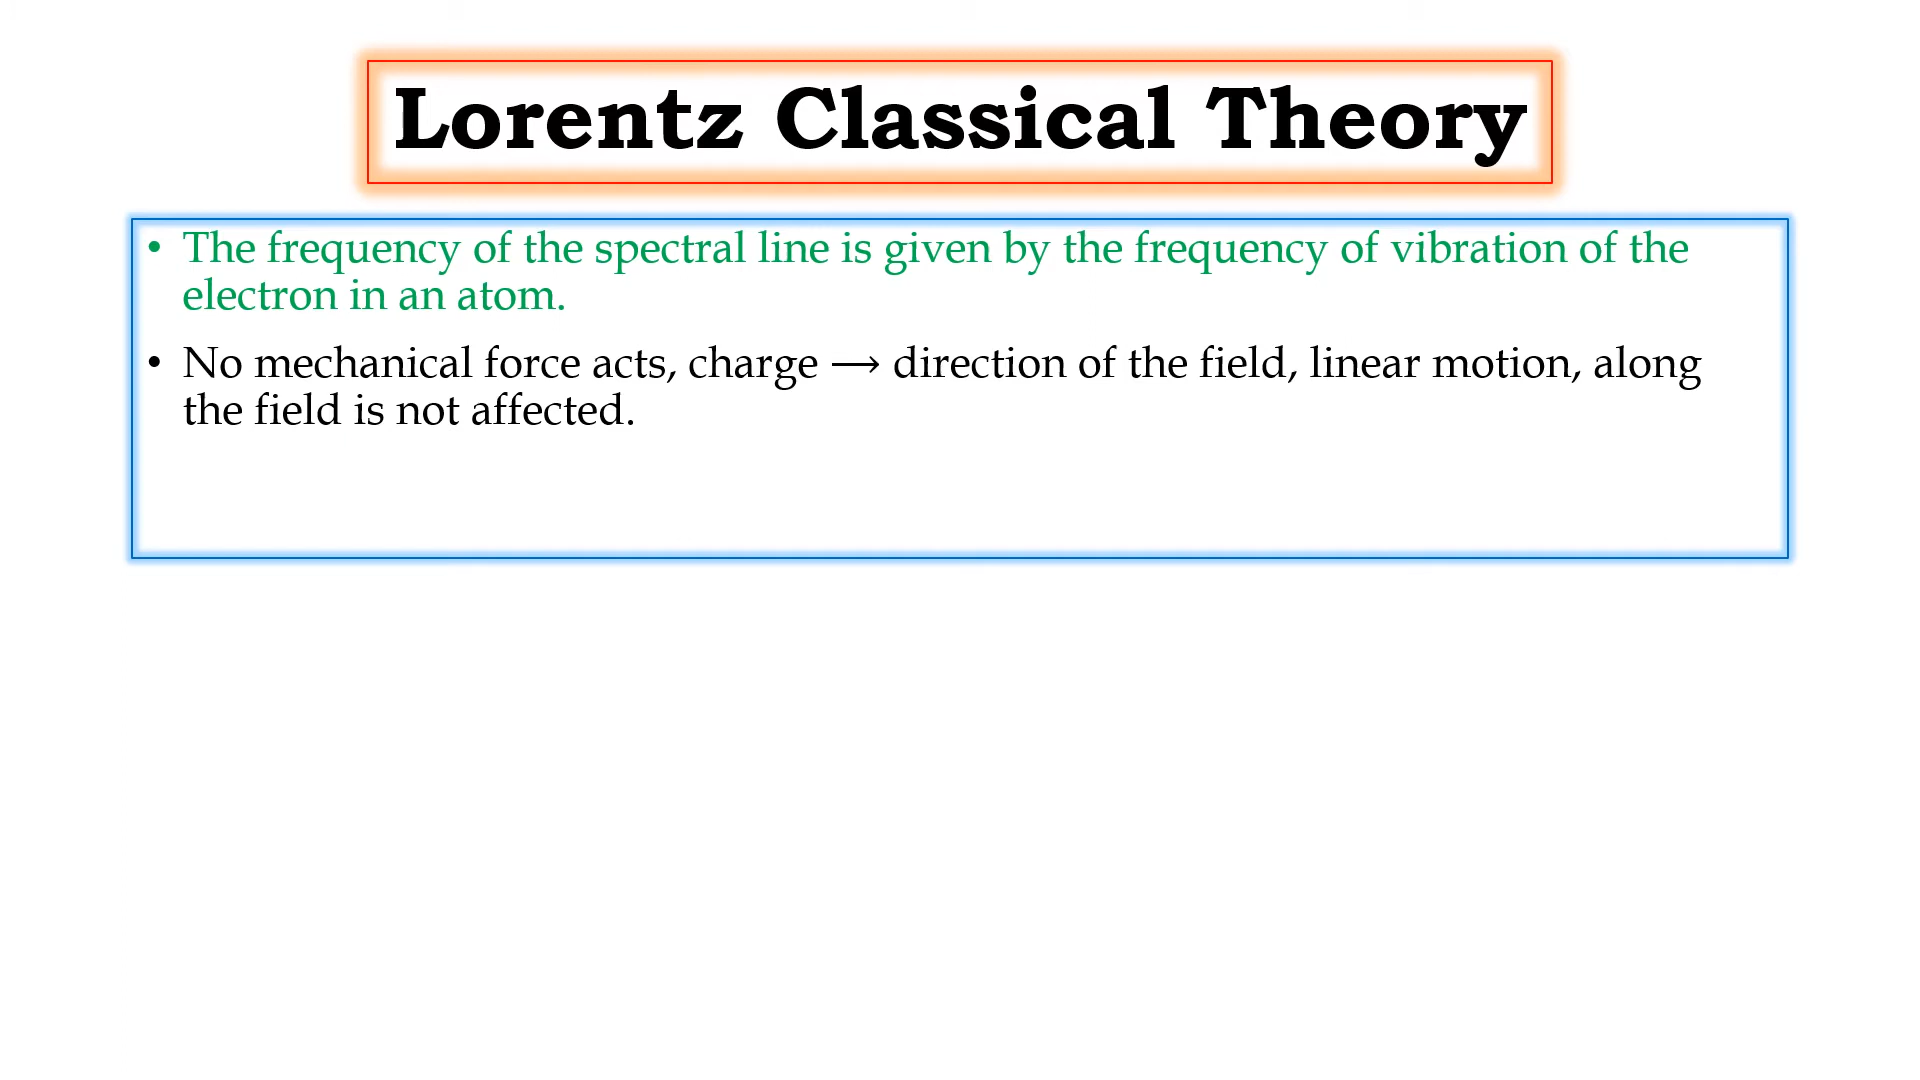 Lorentz Classical Theory
• The frequency of the spectral line is given by the frequency of vibration of the
electron in an atom.
• No mechanical force acts, charge ⟶ direction of the field, linear motion, along
the field is not affected.